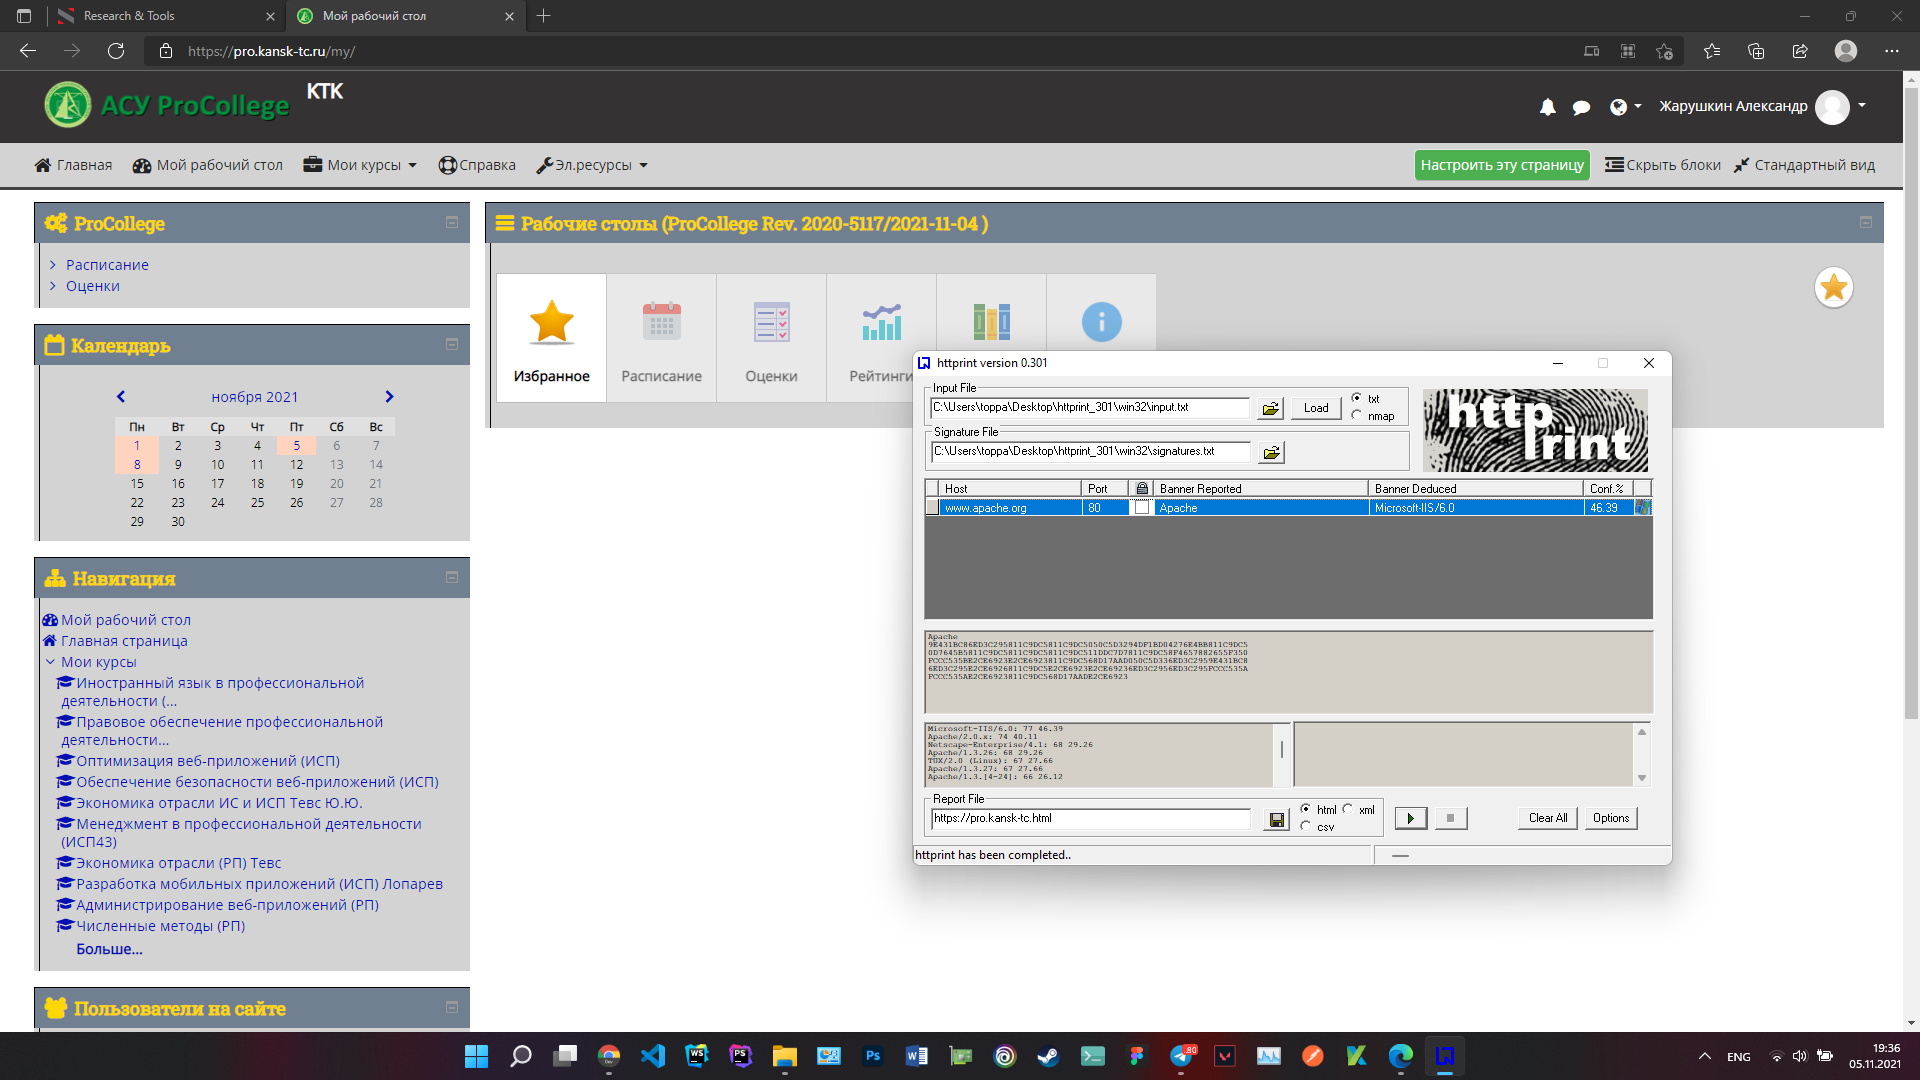 Research & Tools
Мой рабочий стол
https://pro.kansk-tc.ru/my/
АСУ ProCollege
КТК
Жарушкин Александр
Главная
Мой рабочий стол
Мои курсы
Справка
Эл.ресурсы
Настроить эту страницу
Скрыть блоки
Стандартный вид
ProCollege
Расписание
Оценки
Календарь
ноября 2021
Пн Вт Ср Чт Пт Сб Вс
1 2 3 4 5 6 7
8 9 10 11 12 13 14
15 16 17 18 19 20 21
22 23 24 25 26 27 28
29 30
Навигация
Мой рабочий стол
Главная страница
Мои курсы
Иностранный язык в профессиональной
деятельности (...
Правовое обеспечение профессиональной
деятельности...
Оптимизация веб-приложений (ИСП)
Обеспечение безопасности веб-приложений (ИСП)
Экономика отрасли ИС и ИСП Тевс Ю.Ю.
Менеджмент в профессиональной деятельности
(ИСП43)
Экономика отрасли (РП) Тевс
Разработка мобильных приложений (ИСП) Лопарев
Администрирование веб-приложений (РП)
Численные методы (РП)
Больше...
Пользователи на сайте
Рабочие столы (ProCollege Rev. 2020-5117/2021-11-04 )
Избранное
Расписание
Оценки
Рейтинги
httprint version 0.301
Input File
C:\Users\toppa\Desktop\httprint_301\win32\input.txt
Load
txt
nmap
Signature File
C:\Users\toppa\Desktop\httprint_301\win32\signatures.txt
http
print
Host Port Banner Reported Banner Deduced Conf.%
www.apache.org 80 Apache Microsoft-IIS/6.0 46.39
Apache
9E431BC86ED3C295811C9DC5811C9DC5050C5D3294DF1BD04276E4BB811C9DC5
0D7645B5811C9DC5811C9DC5811C9DC511DDC7D7811C9DC58F4657882655F350
FCCC535BE2CE6923E2CE6923811C9DC568D17AAD050C5D336ED3C2959E431BC8
6ED3C295E2CE6926811C9DC5E2CE6923E2CE69236ED3C2956ED3C295FCCC535A
FCCC535AE2CE6923811C9DC568D17AADE2CE6923
Microsoft-IIS/6.0: 77 46.39
Apache/2.0.x: 74 40.11
Netscape-Enterprise/4.1: 68 29.26
Apache/1.3.26: 68 29.26
TUX/2.0 (Linux): 67 27.66
Apache/1.3.27: 67 27.66
Apache/1.3.[4-24]: 66 26.12
Report File
https://pro.kansk-tc.html
html
xml
csv
Clear All
Options
httprint has been completed..
WS
PS
Ps
80
ENG
19:36
05.11.2021